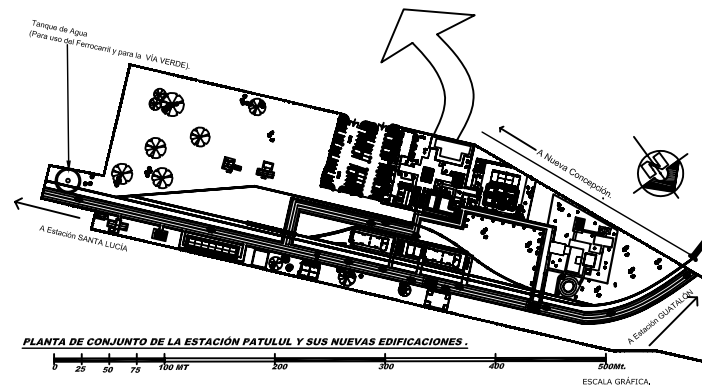 Tanque de Agua
(Para uso del Ferrocarril y para la VÍA VERDE).
A Nueva Concepción.
A Estación SANTA LUCÍA
A Estación GUATALÓN
PLANTA DE CONJUNTO DE LA ESTACIÓN PATULUL Y SUS NUEVAS EDIFICACIONES .
0 25 50 75 100 MT 200 300 400 500Mt.
ESCALA GRÁFICA.